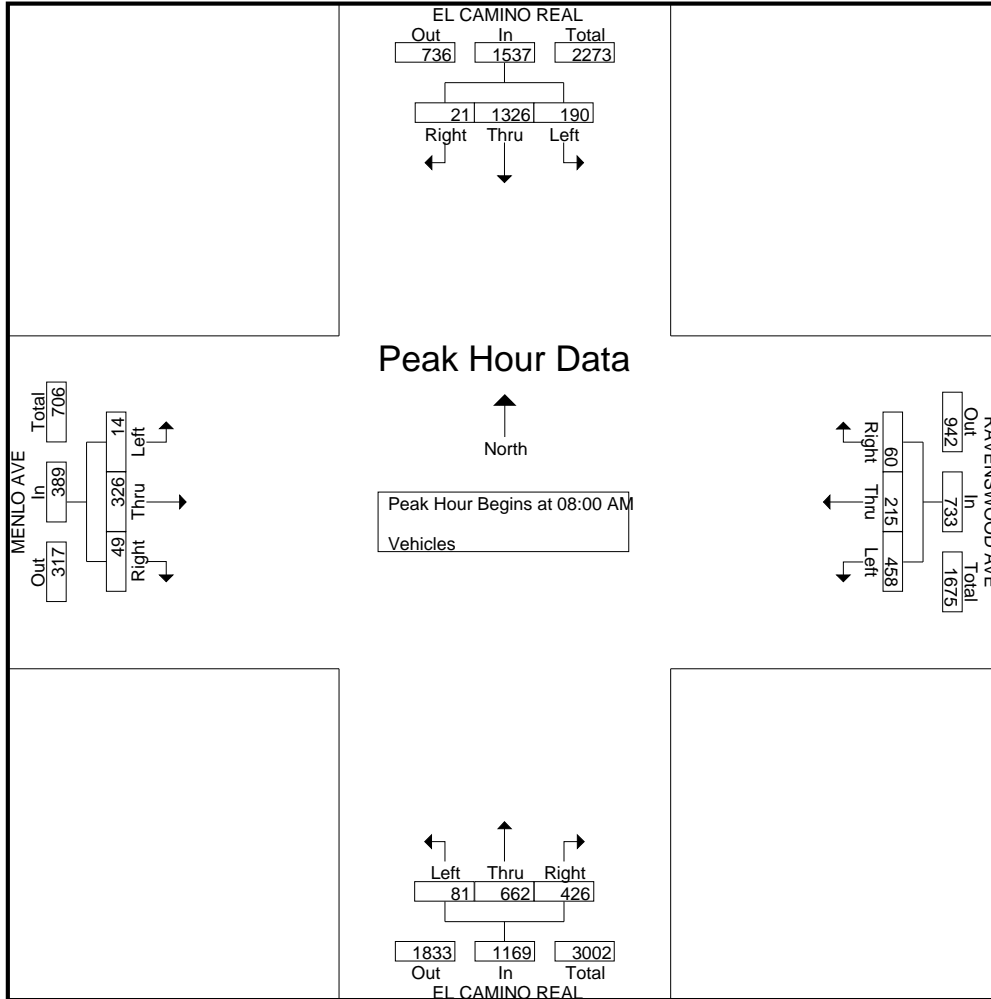 EL CAMINO REAL
Out In Total
736 1537 2273
21 1326 190
Right Thru Left
Peak Hour Data
North
Peak Hour Begins at 08:00 AM
Vehicles
MENLO AVE
Out In Total
317 389 706
Left Thru Right
14 326 49
RAVENSWOOD AVE
Out In Total
942 733 1675
Right Thru Left
60 215 458
Left Thru Right
81 662 426
1833 1169 3002
Out In Total
EL CAMINO REAL